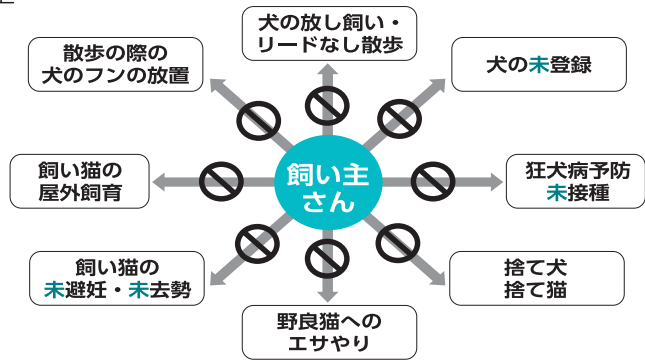 犬の放し飼い・
リードなし散歩
散歩の際の
犬のフンの放置
犬の未登録
飼い猫の
屋外飼育
飼い主
さん
狂犬病予防
未接種
飼い猫の
未避妊・未去勢
捨て犬
捨て猫
野良猫への
エサやり